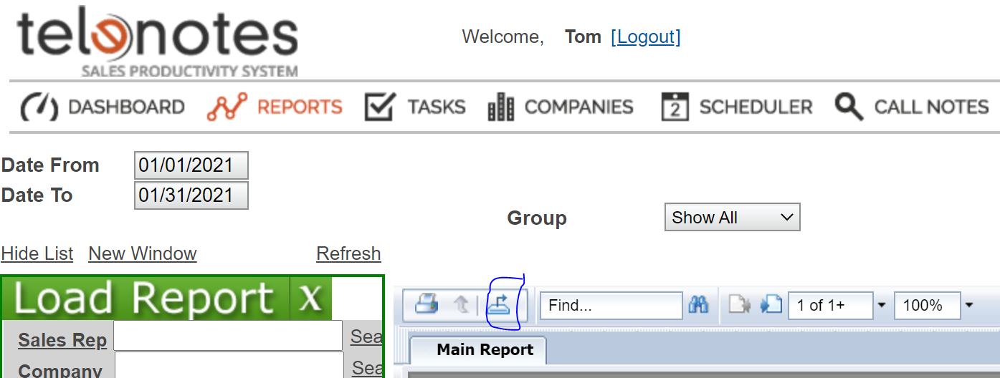 telenotes
SALES PRODUCTIVITY SYSTEM
Welcome, Tom [Logout]
DASHBOARD REPORTS TASKS COMPANIES 2 SCHEDULER CALL NOTES
Date From 01/01/2021
Date To 01/31/2021
Group Show All
Hide List New Window Refresh
Load Report X
Find... 1 of 1+ 100%
Sales Rep Sea
Main Report
Company Sea